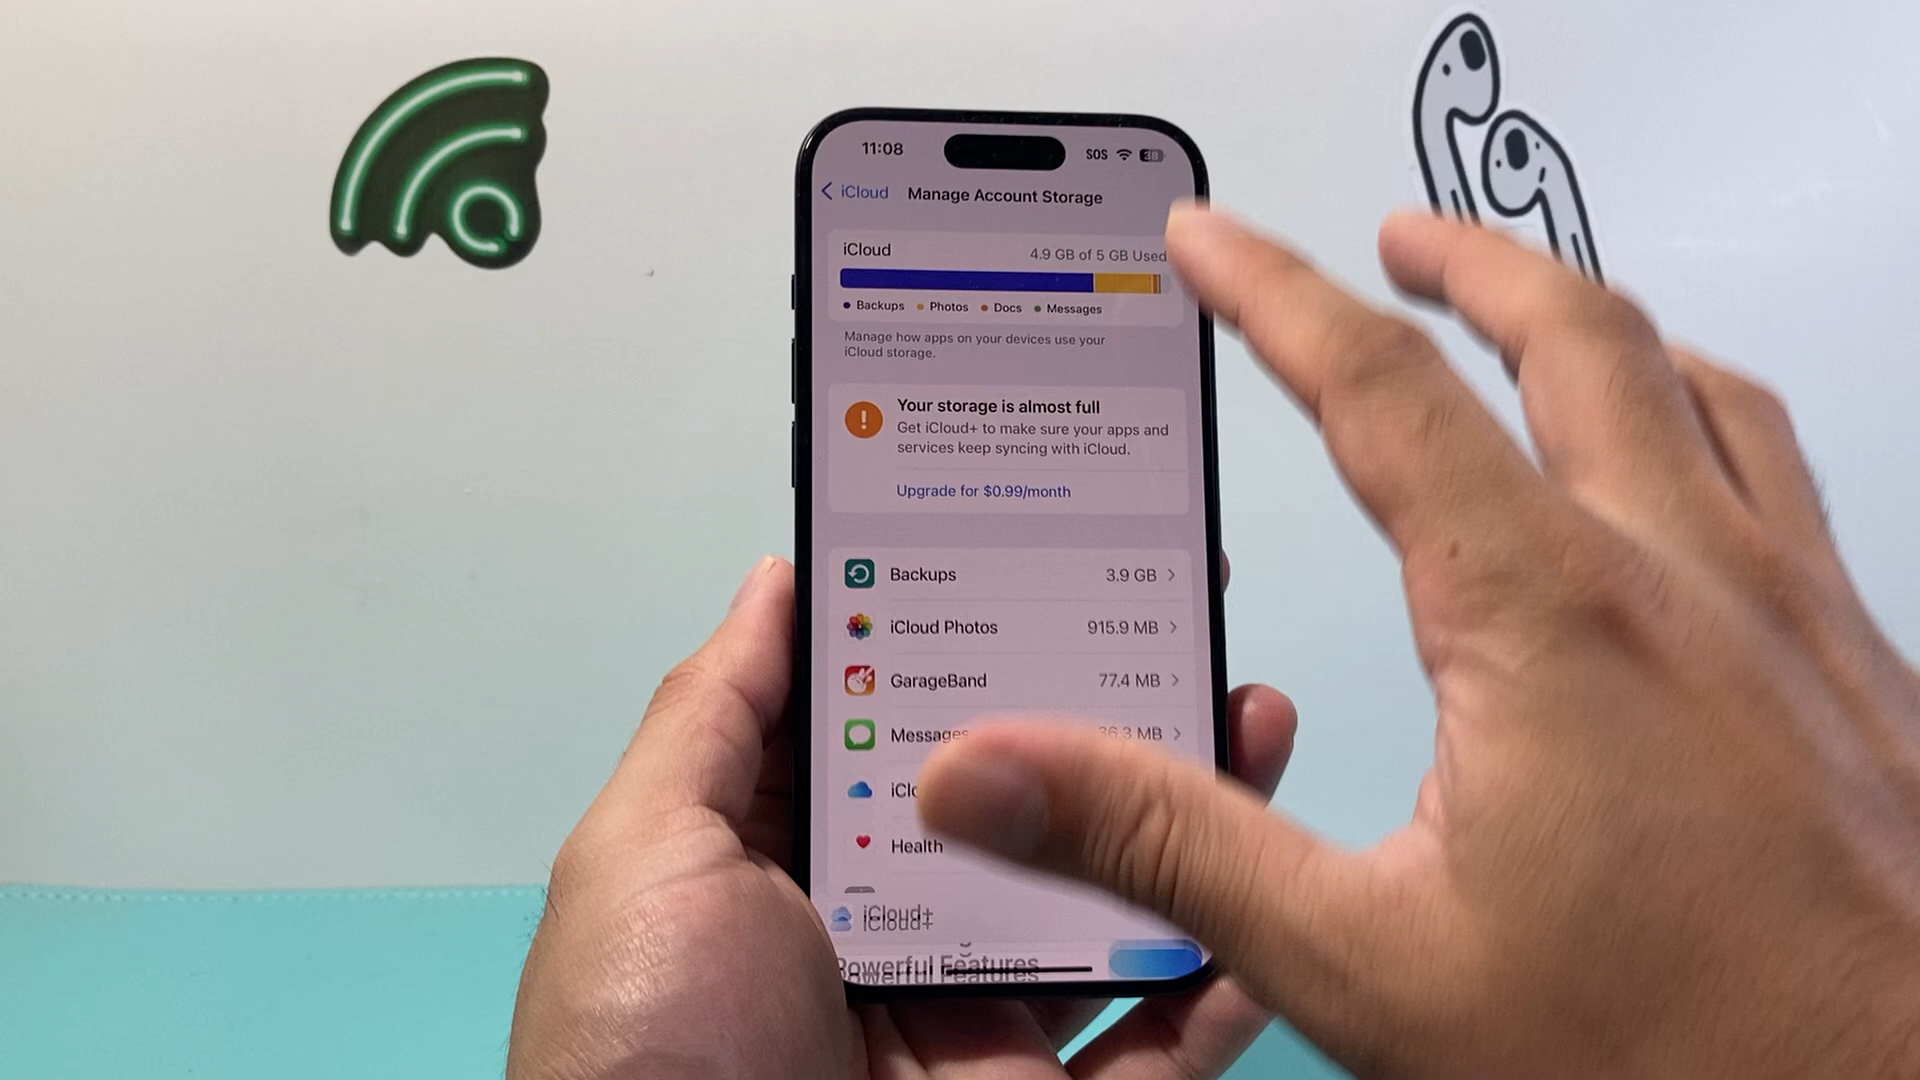 11:08
SOS
38
iCloud
Manage Account Storage
iCloud
4.9 GB of 5 GB Used
Backups Photos Docs Messages
Manage how apps on your devices use your
iCloud storage.
!
Your storage is almost full
Get iCloud+ to make sure your apps and
services keep syncing with iCloud.
Upgrade for $0.99/month
Backups 3.9 GB
iCloud Photos 915.9 MB
GarageBand 77.4 MB
Messages 36.3 MB
Health
iCloud+
Powerful Features